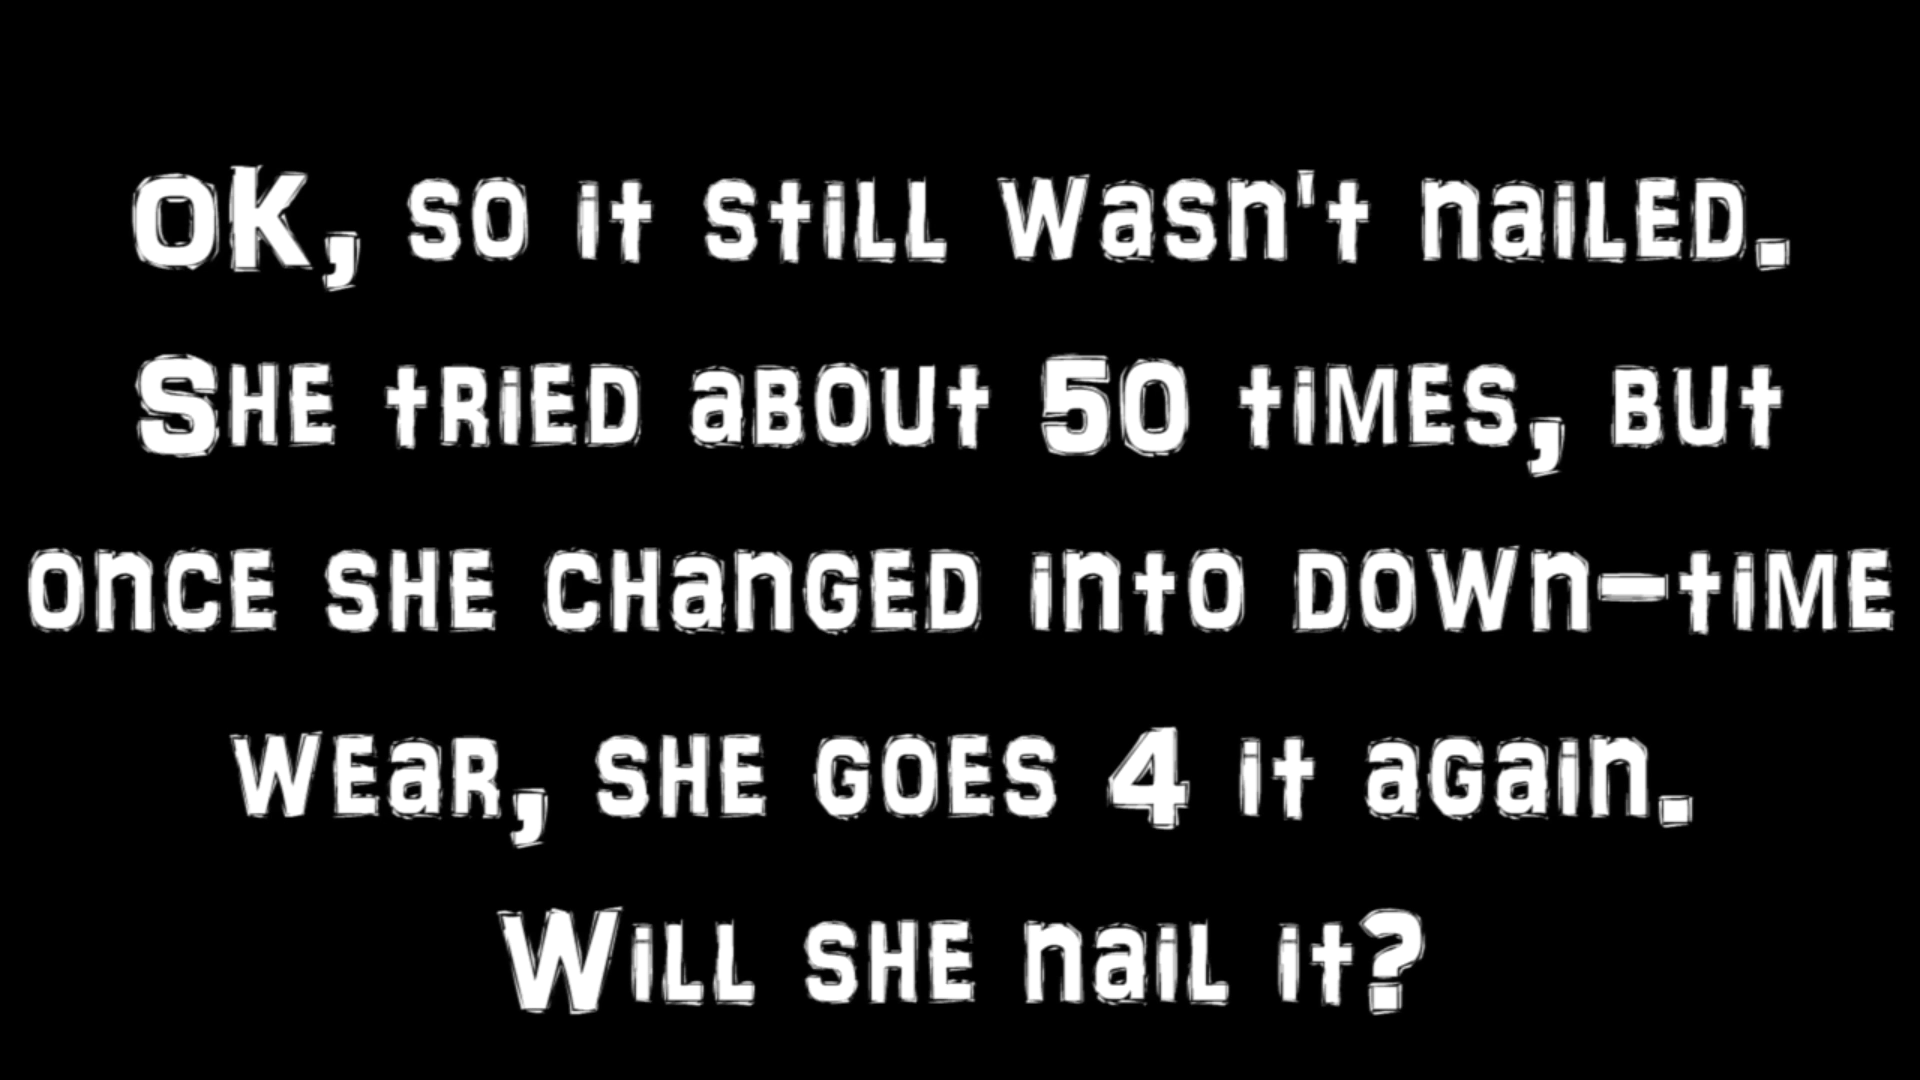 OK, so it still wasn't nailed.
She tried about 50 times, but
once she changed into down-time
wear, she goes 4 it again.
Will she nail it?